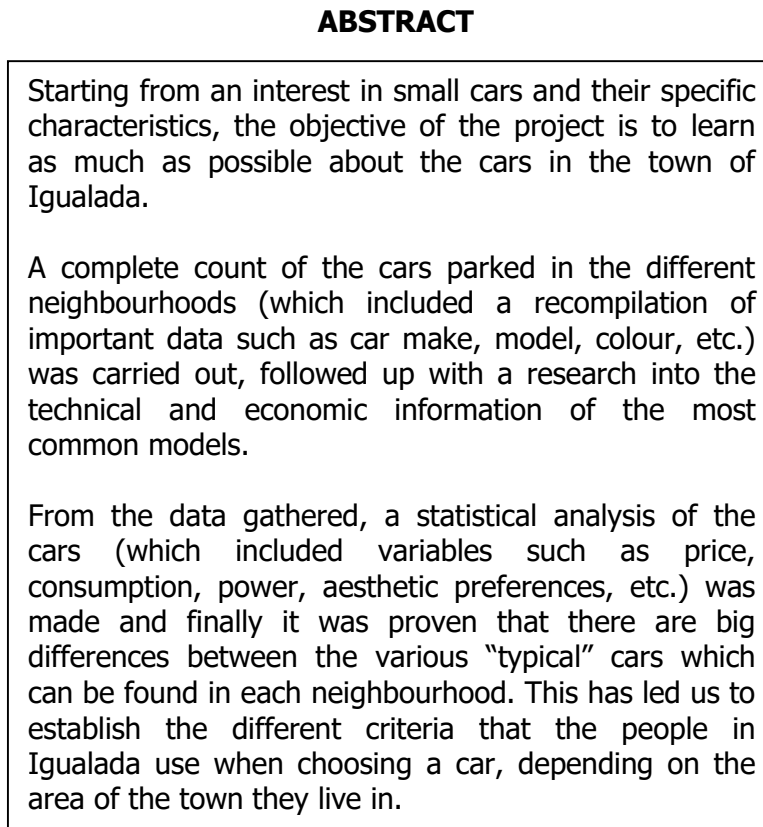 ABSTRACT
Starting from an interest in small cars and their specific
characteristics, the objective of the project is to learn
as much as possible about the cars in the town of
Igualada.
A complete count of the cars parked in the different
neighbourhoods (which included a recompilation of
important data such as car make, model, colour, etc.)
was carried out, followed up with a research into the
technical and economic information of the most
common models.
From the data gathered, a statistical analysis of the
cars (which included variables such as price,
consumption, power, aesthetic preferences, etc.) was
made and finally it was proven that there are big
differences between the various “typical” cars which
can be found in each neighbourhood. This has led us to
establish the different criteria that the people in
Igualada use when choosing a car, depending on the
area of the town they live in.